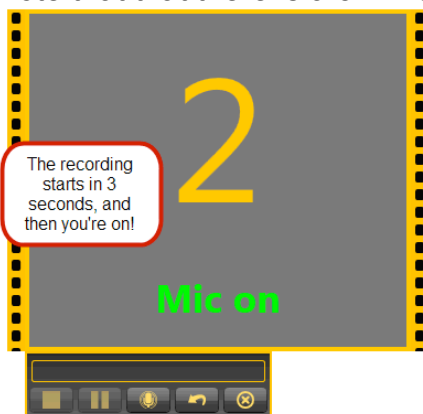 2
The recording
starts in 3
seconds, and
then you're on!
Mic on